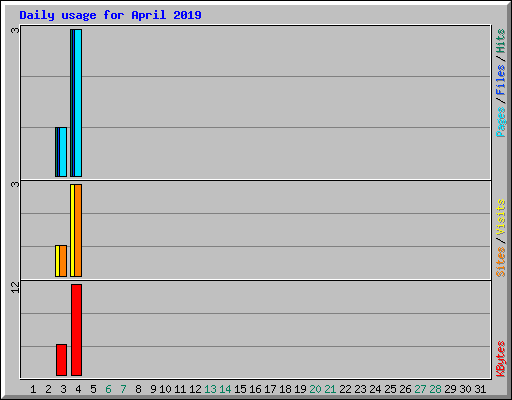 Daily usage for April 2019
3
Pages/Files/Hits
3
Sites/Visits
12
KBytes
1 2 3 4 5 6 7 8 9 10 11 12 13 14 15 16 17 18 19 20 21 22 23 24 25 26 27 28 29 30 31